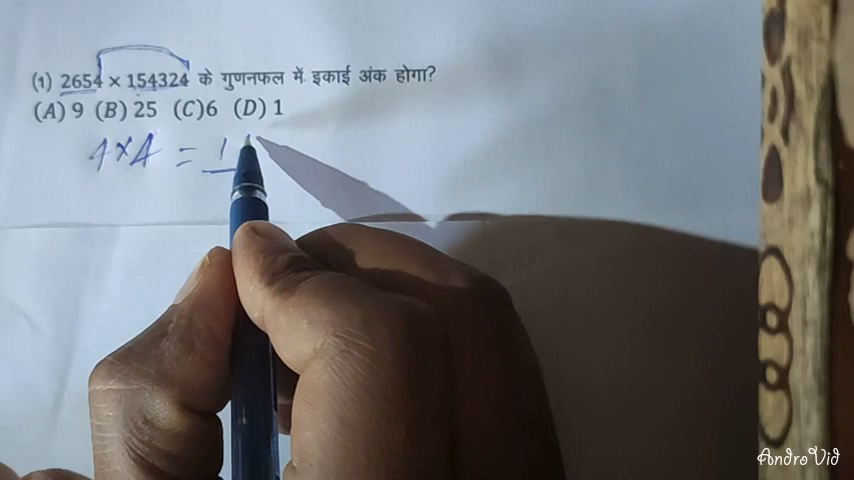 (1) 2654 × 154324 के गुणनफल में इकाई अंक होगा?
(A) 9 (B) 25 (C)6 (D) 1
4×4 = 1
AndroVid